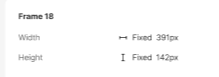 Frame 18
Width Fixed 391px
Height Fixed 142px